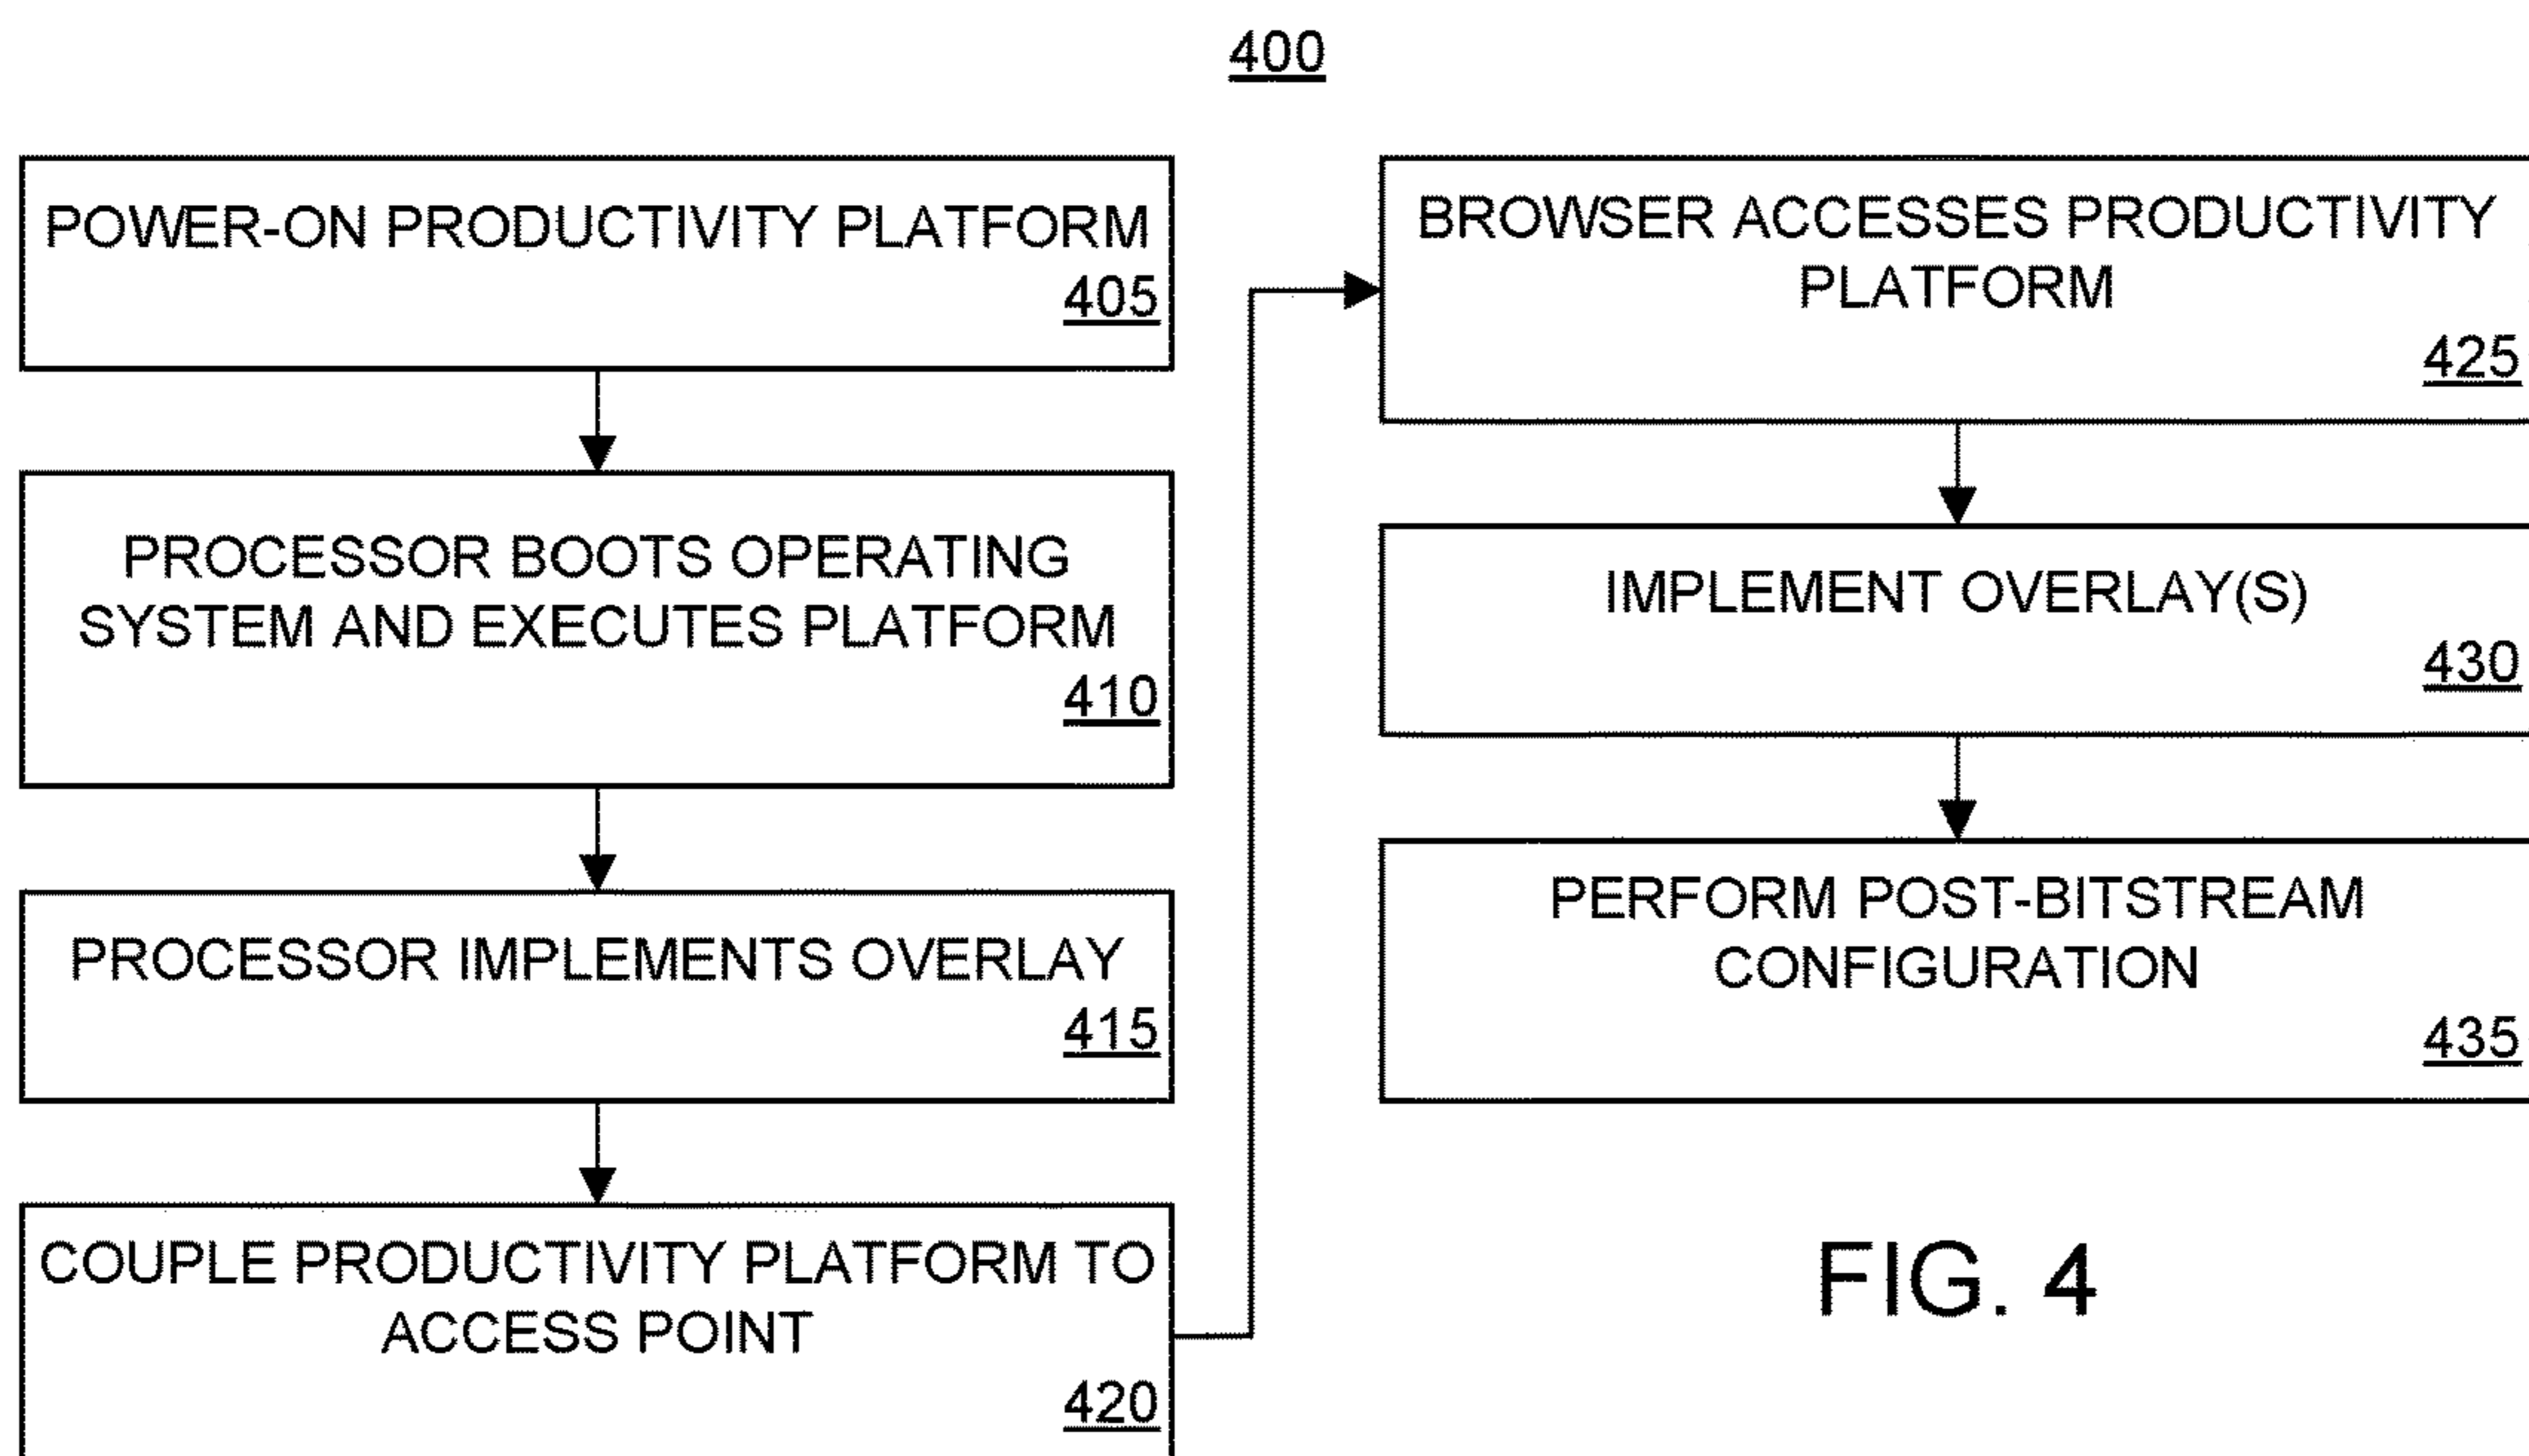 400
POWER-ON PRODUCTIVITY PLATFORM
405
PROCESSOR BOOTS OPERATING
SYSTEM AND EXECUTES PLATFORM
410
PROCESSOR IMPLEMENTS OVERLAY
415
COUPLE PRODUCTIVITY PLATFORM TO
ACCESS POINT
420
BROWSER ACCESSES PRODUCTIVITY
PLATFORM
425
IMPLEMENT OVERLAY(S)
430
PERFORM POST-BITSTREAM
CONFIGURATION
435
FIG. 4